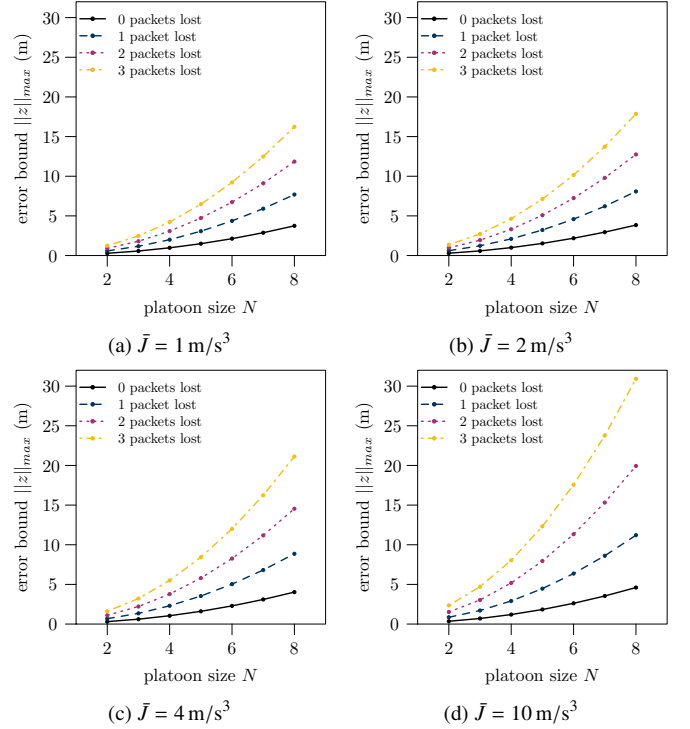 0 packets lost
1 packet lost
2 packets lost
3 packets lost
error bound ||z||max (m)
30
25
20
15
10
5
0
2 4 6 8
platoon size N
(a) J̄ = 1 m/s³
0 packets lost
1 packet lost
2 packets lost
3 packets lost
error bound ||z||max (m)
30
25
20
15
10
5
0
2 4 6 8
platoon size N
(b) J̄ = 2 m/s³
0 packets lost
1 packet lost
2 packets lost
3 packets lost
error bound ||z||max (m)
30
25
20
15
10
5
0
2 4 6 8
platoon size N
(c) J̄ = 4 m/s³
0 packets lost
1 packet lost
2 packets lost
3 packets lost
error bound ||z||max (m)
30
25
20
15
10
5
0
2 4 6 8
platoon size N
(d) J̄ = 10 m/s³